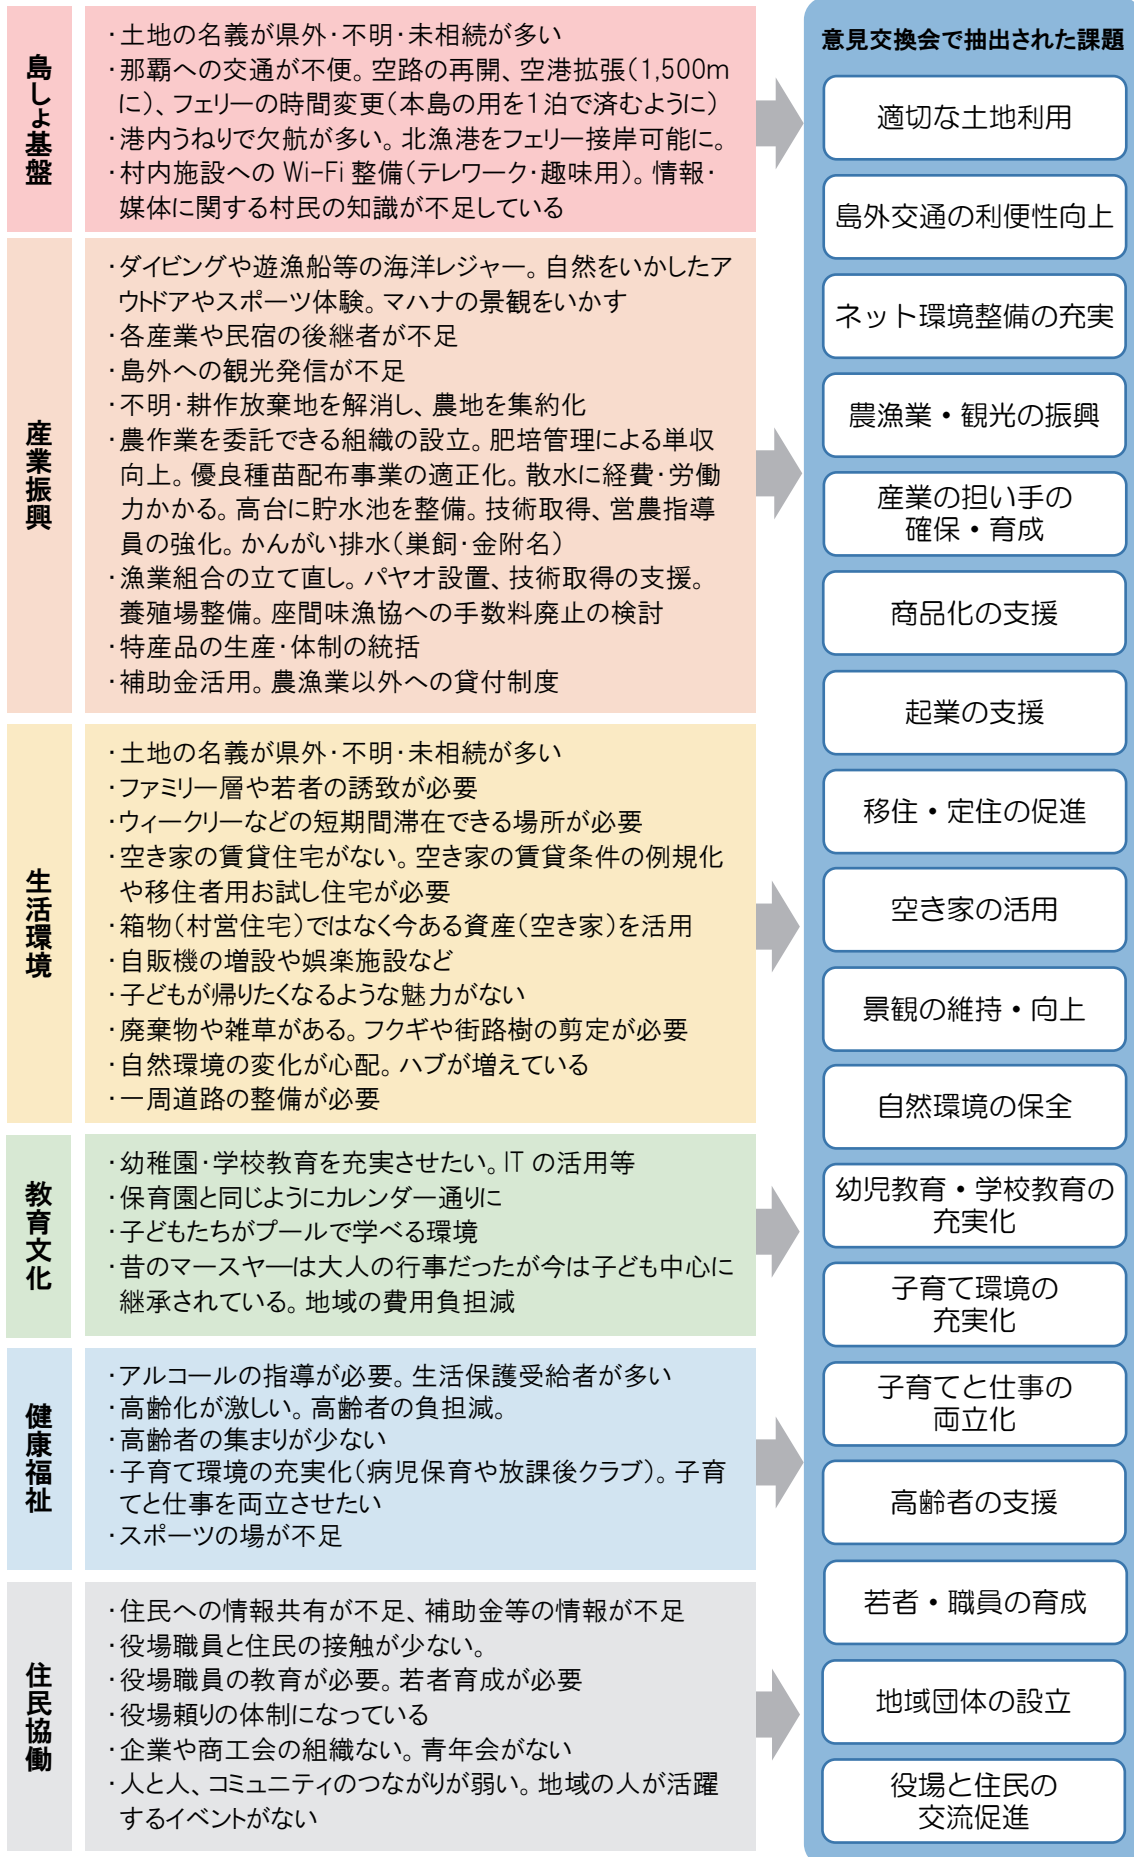 島しょ基盤
・土地の名義が県外・不明・未相続が多い
・那覇への交通が不便。空路の再開、空港拡張(1,500m
に)、フェリーの時間変更(本島の用を1泊で済むように)
・港内うねりで欠航が多い。北漁港をフェリー接岸可能に。
・村内施設への Wi-Fi 整備(テレワーク・趣味用)。情報・
媒体に関する村民の知識が不足している
産業振興
・ダイビングや遊漁船等の海洋レジャー。自然をいかしたア
ウトドアやスポーツ体験。マハナの景観をいかす
・各産業や民宿の後継者が不足
・島外への観光発信が不足
・不明・耕作放棄地を解消し、農地を集約化
・農作業を委託できる組織の設立。肥培管理による単収
向上。優良種苗配布事業の適正化。散水に経費・労働
力かかる。高台に貯水池を整備。技術取得、営農指導
員の強化。かんがい排水(巣飼・金附名)
・漁業組合の立て直し。パヤオ設置、技術取得の支援。
養殖場整備。座間味漁協への手数料廃止の検討
・特産品の生産・体制の統括
・補助金活用。農漁業以外への貸付制度
生活環境
・土地の名義が県外・不明・未相続が多い
・ファミリー層や若者の誘致が必要
・ウィークリーなどの短期間滞在できる場所が必要
・空き家の賃貸住宅がない。空き家の賃貸条件の例規化
や移住者用お試し住宅が必要
・箱物(村営住宅)ではなく今ある資産(空き家)を活用
・自販機の増設や娯楽施設など
・子どもが帰りたくなるような魅力がない
・廃棄物や雑草がある。フクギや街路樹の剪定が必要
・自然環境の変化が心配。ハブが増えている
・一周道路の整備が必要
教育文化
・幼稚園・学校教育を充実させたい。IT の活用等
・保育園と同じようにカレンダー通りに
・子どもたちがプールで学べる環境
・昔のマースヤ―は大人の行事だったが今は子ども中心に
継承されている。地域の費用負担減
健康福祉
・アルコールの指導が必要。生活保護受給者が多い
・高齢化が激しい。高齢者の負担減。
・高齢者の集まりが少ない
・子育て環境の充実化(病児保育や放課後クラブ)。子育
てと仕事を両立させたい
・スポーツの場が不足
住民協働
・住民への情報共有が不足、補助金等の情報が不足
・役場職員と住民の接触が少ない。
・役場職員の教育が必要。若者育成が必要
・役場頼りの体制になっている
・企業や商工会の組織ない。青年会がない
・人と人、コミュニティのつながりが弱い。地域の人が活躍
するイベントがない
意見交換会で抽出された課題
適切な土地利用
島外交通の利便性向上
ネット環境整備の充実
農漁業・観光の振興
産業の担い手の
確保・育成
商品化の支援
起業の支援
移住・定住の促進
空き家の活用
景観の維持・向上
自然環境の保全
幼児教育・学校教育の
充実化
子育て環境の
充実化
子育てと仕事の
両立化
高齢者の支援
若者・職員の育成
地域団体の設立
役場と住民の
交流促進